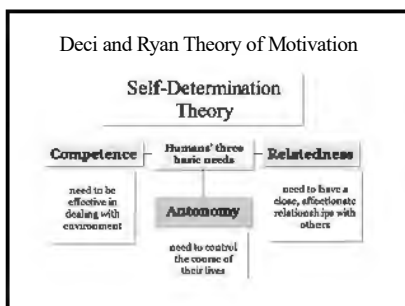 Deci and Ryan Theory of Motivation
Self-Determination
Theory
Competence
Humans' three
basic needs
Relatedness
need to be
effective in
dealing with
environment
Autonomy
need to control
the course of
their lives
need to have a
close, affectionate
relationships with
others